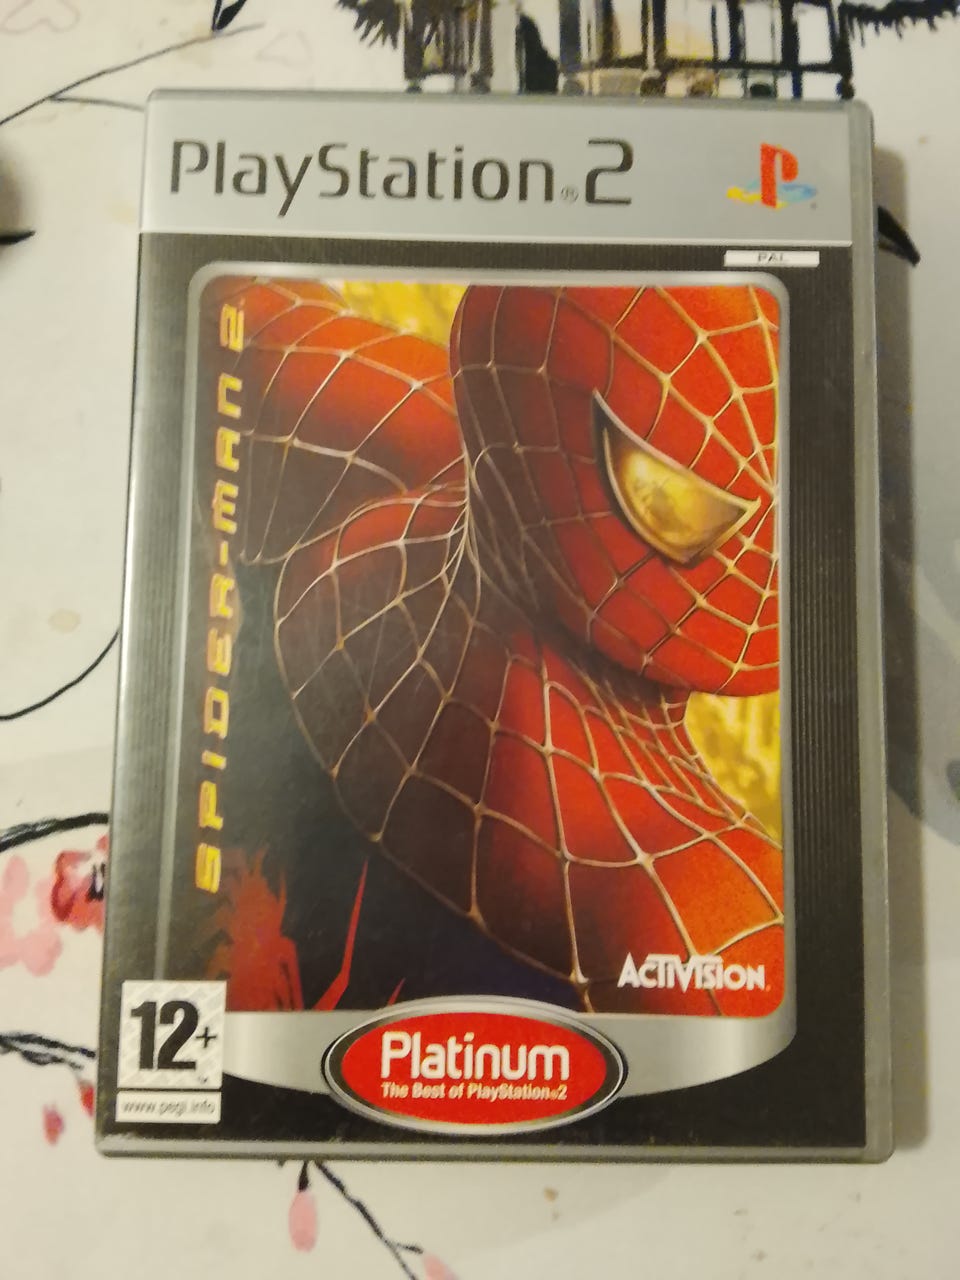 PlayStation®2
PAL
SPIDER-MAN 2
ACTIVISION®
12+
www.pegi.info
Platinum
The Best of PlayStation®2